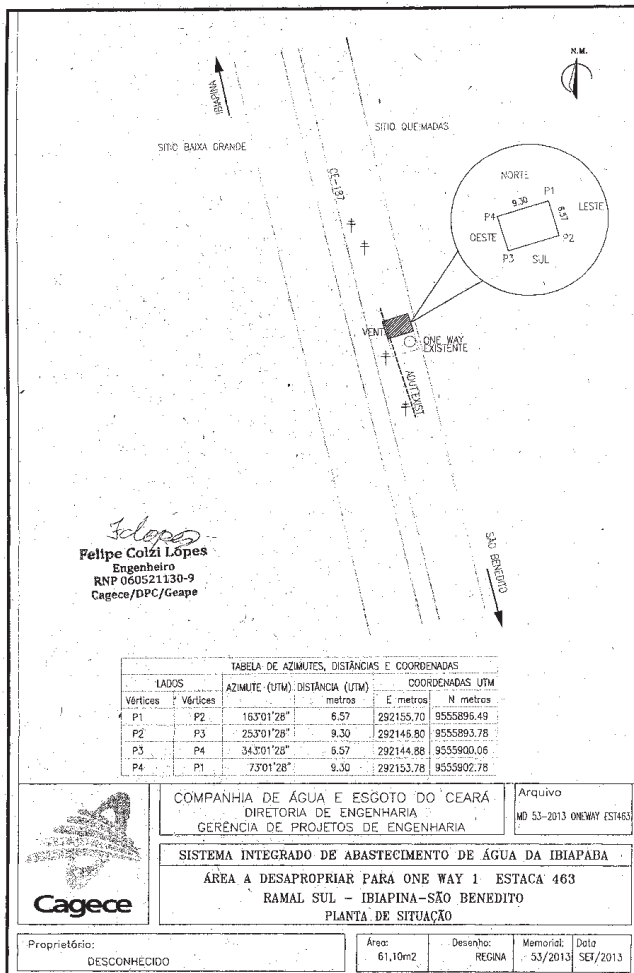 N.M.
IBIAPINA
SITIO BAIXA GRANDE
SITIO QUEIMADAS
CE-187
NORTE
P1
9.30
6.57
LESTE
P4
OESTE
P2
P3
SUL
VENT
ONE WAY
EXISTENTE
ADUT.EXIST
SÃO BENEDITO
Felipe Colzi Lopes
Engenheiro
RNP 060521130-9
Cagece/DPC/Geape
TABELA DE AZIMUTES, DISTÂNCIAS E COORDENADAS
LADOS AZIMUTE (UTM) DISTÂNCIA (UTM) COORDENADAS UTM
Vértices Vértices metros E metros N metros
P1 P2 163°01'28" 6.57 292155.70 9555896.49
P2 P3 253°01'28" 9.30 292146.80 9555893.78
P3 P4 343°01'28" 6.57 292144.88 9555900.06
P4 P1 73°01'28" 9.30 292153.78 9555902.78
Cagece
COMPANHIA DE ÁGUA E ESGOTO DO CEARÁ
DIRETORIA DE ENGENHARIA
GERÊNCIA DE PROJETOS DE ENGENHARIA
Arquivo
MD 53-2013 ONEWAY EST463
SISTEMA INTEGRADO DE ABASTECIMENTO DE ÁGUA DA IBIAPABA
ÁREA A DESAPROPRIAR PARA ONE WAY 1 ESTACA 463
RAMAL SUL - IBIAPINA-SÃO BENEDITO
PLANTA DE SITUAÇÃO
Proprietário:
DESCONHECIDO
Área:
61,10m2
Desenho:
REGINA
Memorial:
53/2013
Data
SET/2013